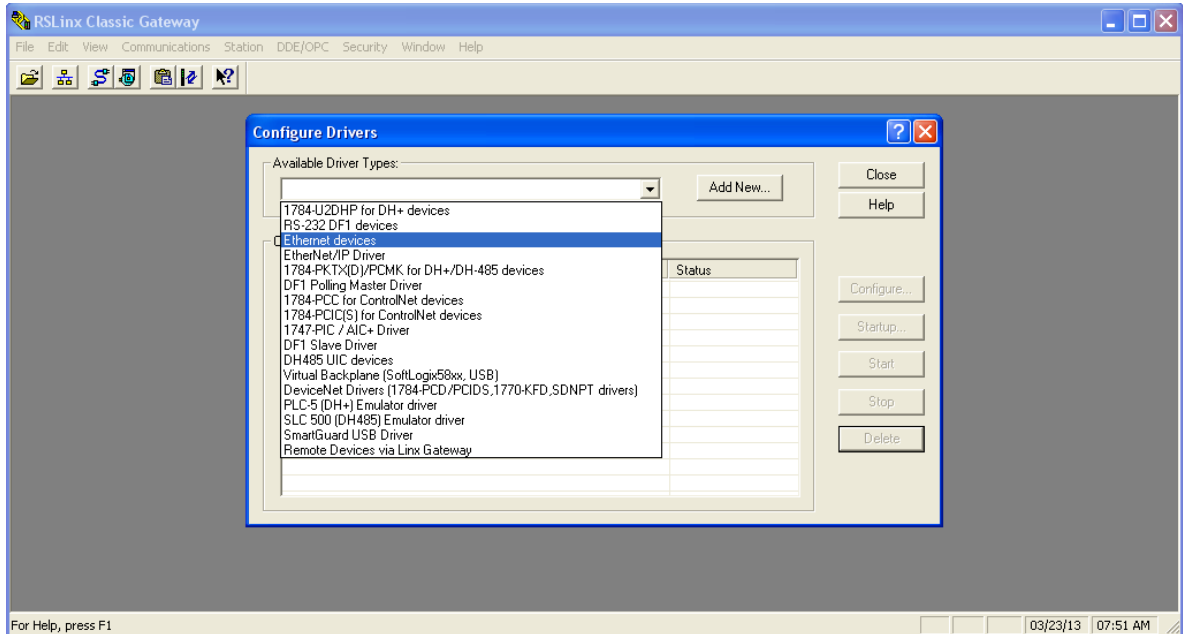 RSLinx Classic Gateway
File Edit View Communications Station DDE/OPC Security Window Help
Configure Drivers
Available Driver Types:
Add New...
Close
Help
1784-U2DHP for DH+ devices
RS-232 DF1 devices
Ethernet devices
EtherNet/IP Driver
1784-PKTX(D)/PCMK for DH+/DH-485 devices
DF1 Polling Master Driver
1784-PCC for ControlNet devices
1784-PCIC(S) for ControlNet devices
1747-PIC / AIC+ Driver
DF1 Slave Driver
DH485 UIC devices
Virtual Backplane (SoftLogix58xx, USB)
DeviceNet Drivers (1784-PCD/PCIDS,1770-KFD,SDNPT drivers)
PLC-5 (DH+) Emulator driver
SLC 500 (DH485) Emulator driver
SmartGuard USB Driver
Remote Devices via Linx Gateway
Status
Configure...
Startup...
Start
Stop
Delete
For Help, press F1
03/23/13 07:51 AM